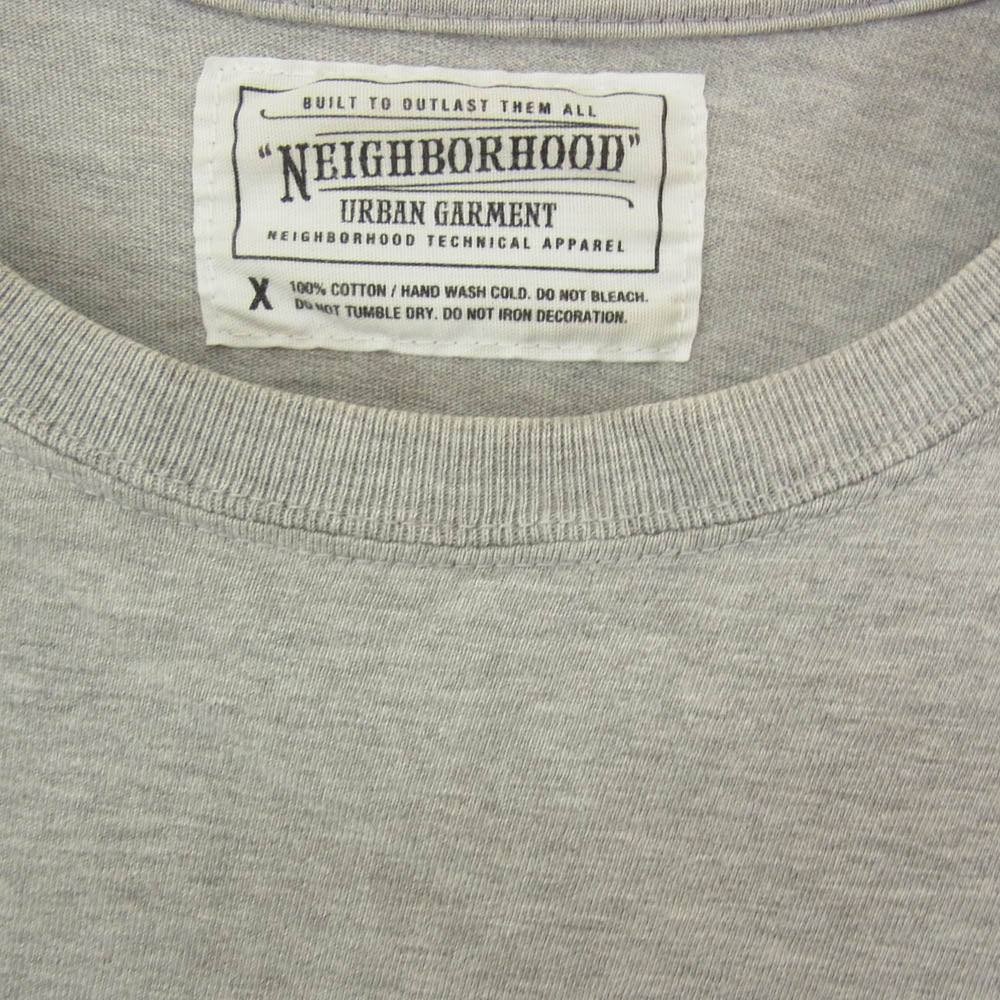 BUILT TO OUTLAST THEM ALL
"NEIGHBORHOOD"
URBAN GARMENT
NEIGHBORHOOD TECHNICAL APPAREL
X 100% COTTON / HAND WASH COLD. DO NOT BLEACH.
DO NOT TUMBLE DRY. DO NOT IRON DECORATION.